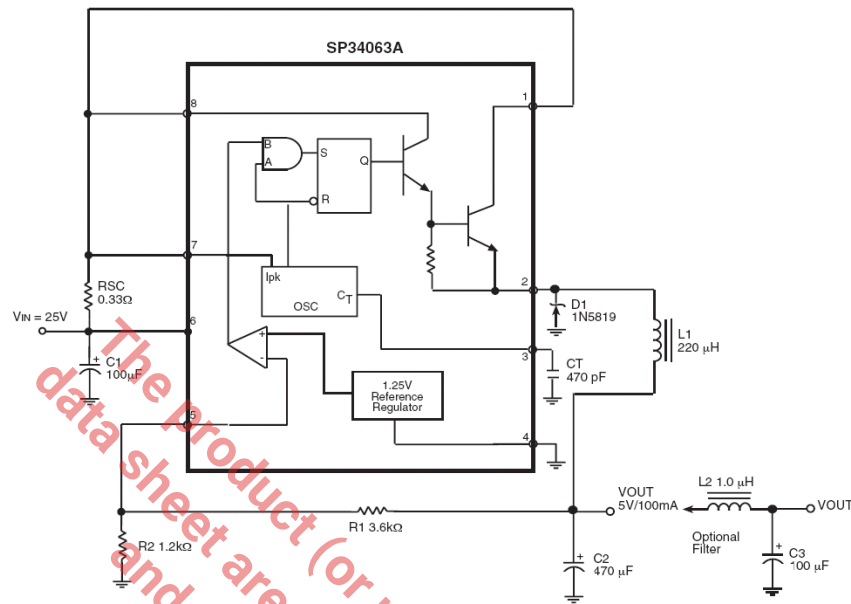 SP34063A
8
1
B
A
S
Q
R
7
Ipk
OSC
CT
2
RSC
0.33Ω
VIN = 25V
6
D1
1N5819
L1
220 µH
+
C1
100µF
+
-
3
CT
470 pF
1.25V
Reference
Regulator
5
4
R1 3.6kΩ
R2 1.2kΩ
VOUT
5V/100mA
L2 1.0 µH
VOUT
Optional
Filter
+
C2
470 µF
+
C3
100 µF
The product (or
data sheet are
and